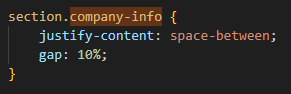 section.company-info {
justify-content: space-between;
gap: 10%;
}